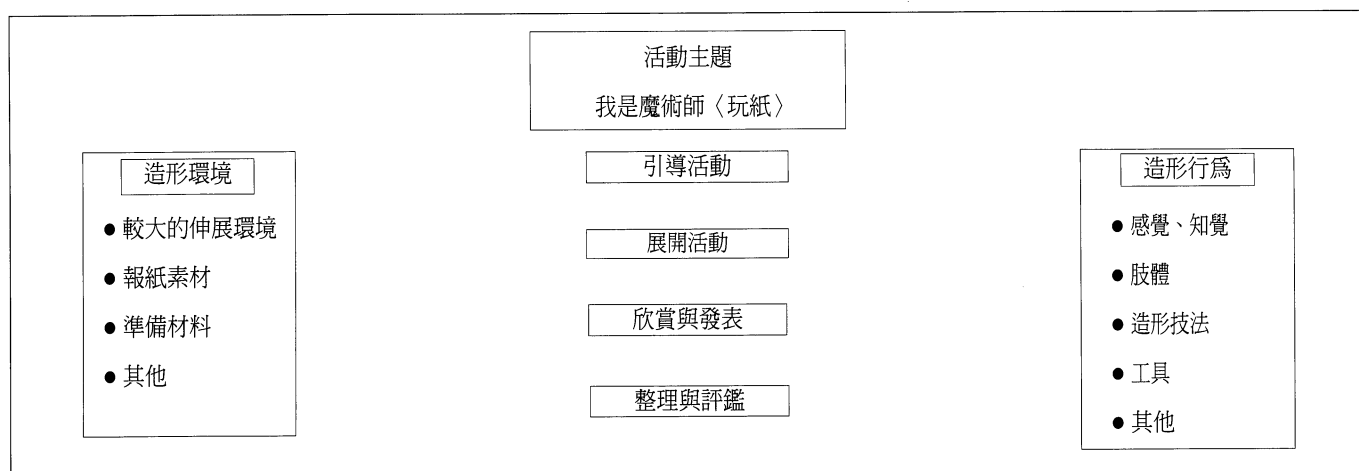 活動主題
我是魔術師〈玩紙〉
造形環境
● 較大的伸展環境
● 報紙素材
● 準備材料
● 其他
引導活動
展開活動
欣賞與發表
整理與評鑑
造形行爲
● 感覺、知覺
● 肢體
● 造形技法
● 工具
● 其他